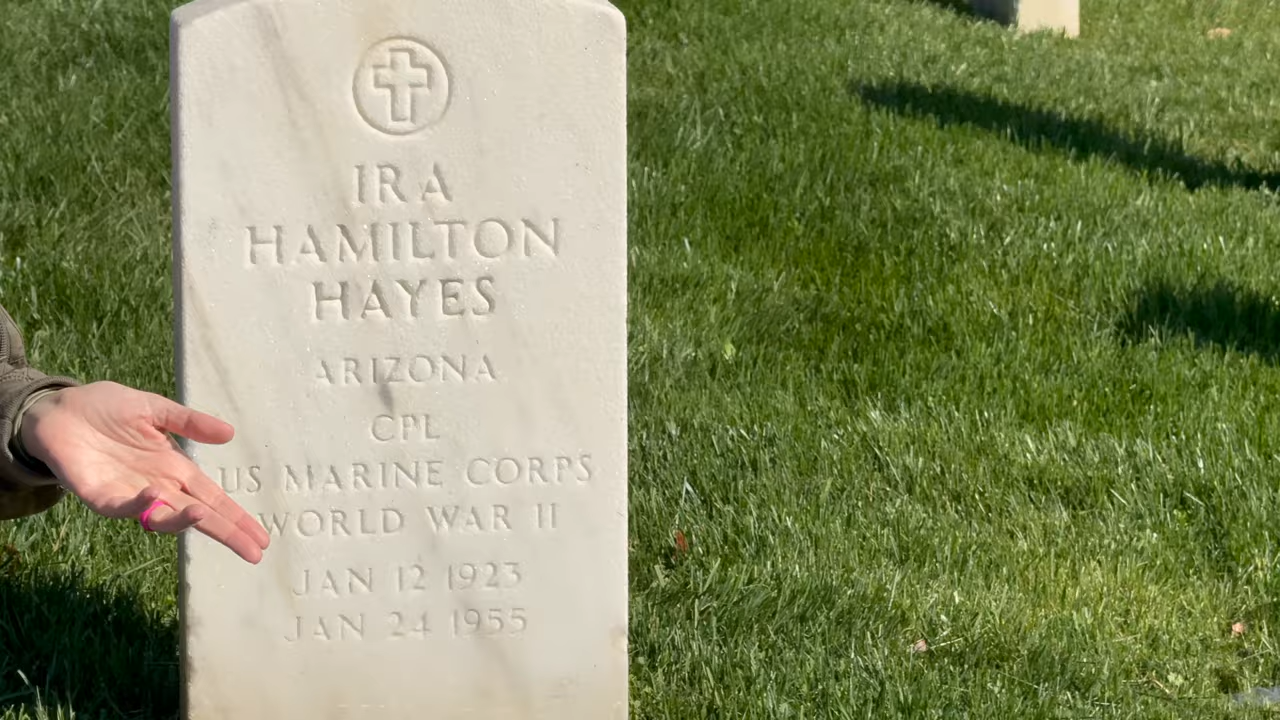 IRA
HAMILTON
HAYES
ARIZONA
CPL
US MARINE CORPS
WORLD WAR II
JAN 12 1923
JAN 24 1955